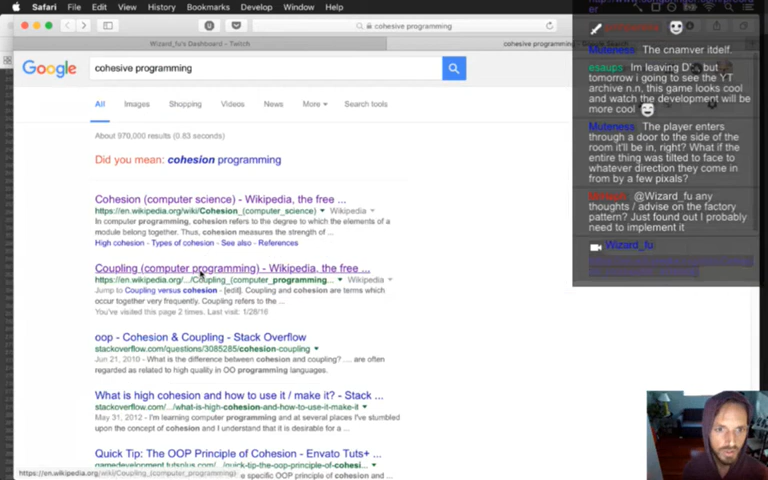 Safari File Edit View History Bookmarks Develop Window Help
cohesive programming
Wizard_fu's Dashboard - Twitch
cohesive programming - Google Search
Google
cohesive programming
All Images Shopping Videos News More Search tools
About 970,000 results (0.63 seconds)
Did you mean: cohesion programming
Cohesion (computer science) - Wikipedia, the free ...
https://en.wikipedia.org/wiki/Cohesion_(computer_science) Wikipedia
In computer programming, cohesion refers to the degree to which the elements of a
module belong together. Thus, cohesion measures the strength of ...
High cohesion - Types of cohesion - See also - References
Coupling (computer programming) - Wikipedia, the free ...
https://en.wikipedia.org/.../Coupling_(computer_programming... Wikipedia
Jump to Coupling versus cohesion - [edit]. Coupling and cohesion are terms which
occur together very frequently. Coupling refers to the ...
You've visited this page 2 times. Last visit: 1/28/16
oop - Cohesion & Coupling - Stack Overflow
stackoverflow.com/questions/3085285/cohesion-coupling
Jun 21, 2010 - What is the difference between cohesion and coupling? ... are often
regarded as related to high quality in OO programming languages.
What is high cohesion and how to use it / make it? - Stack ...
stackoverflow.com/.../what-is-high-cohesion-and-how-to-use-it-make-it
May 31, 2012 - I'm learning computer programming and at several places I've stumbled
upon the concept of cohesion and I understand that it is desirable for a ...
Quick Tip: The OOP Principle of Cohesion - Envato Tuts+ ...
gamedevelopment.tutsplus.com/.../quick-tip-the-oop-principle-of-cohesi...
https://en.wikipedia.org/wiki/Coupling_(computer_programming)
Muteness: The cnamver itdelf.
esaups: Im leaving D':, but
tomorrow i going to see the YT
archive n.n, this game looks cool
and watch the development will be
more cool
Muteness: The player enters
through a door to the side of the
room it'll be in, right? What if the
entire thing was tilted to face to
whatever direction they come in
from by a few pixals?
@Wizard_fu any
thoughts / advise on the factory
pattern? Just found out I probably
need to implement it
Wizard_fu: